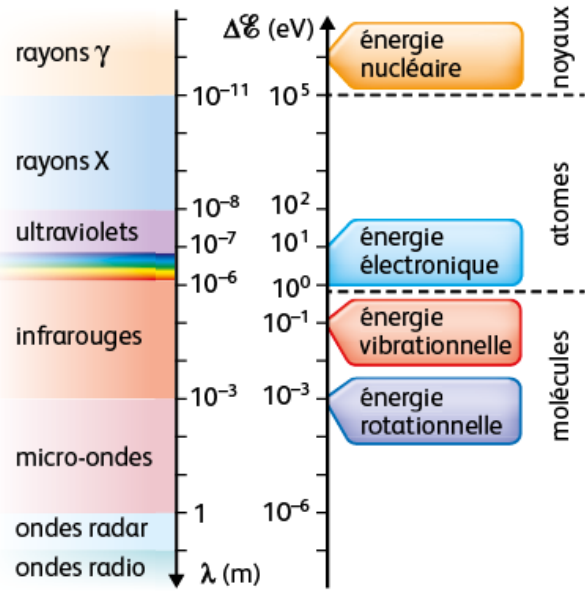 rayons γ
rayons X
ultraviolets
infrarouges
micro-ondes
ondes radar
ondes radio
10⁻¹¹
10⁻⁸
10⁻⁷
10⁻⁶
10⁻³
1
λ (m)
Δℰ (eV)
10⁵
10²
10¹
10⁰
10⁻¹
10⁻³
10⁻⁶
énergie
nucléaire
énergie
électronique
énergie
vibrationnelle
énergie
rotationnelle
noyaux
atomes
molécules